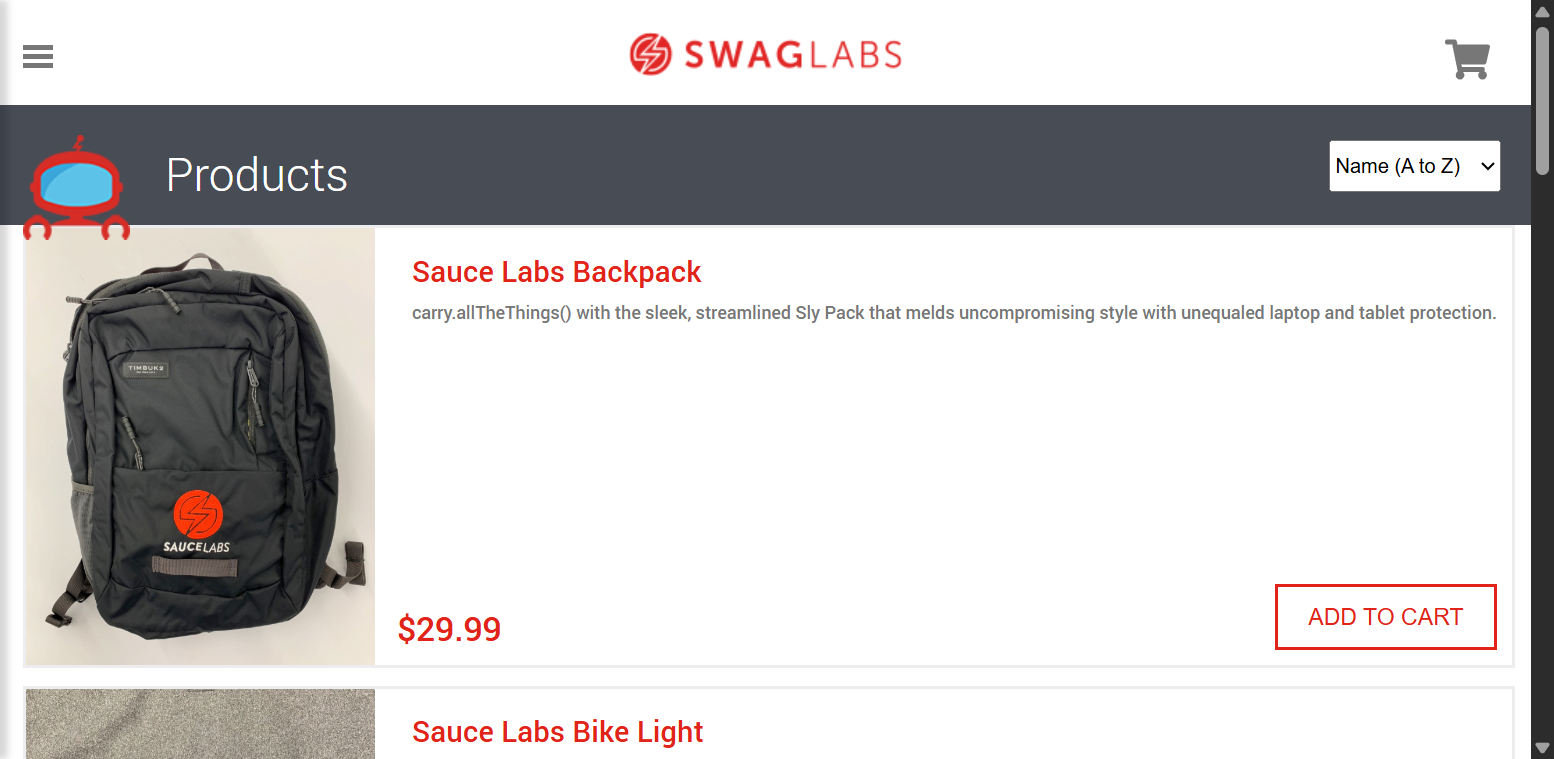 SWAGLABS
Products
Name (A to Z)
Sauce Labs Backpack
carry.allTheThings() with the sleek, streamlined Sly Pack that melds uncompromising style with unequaled laptop and tablet protection.
TIMBUK2
SAUCELABS
$29.99
ADD TO CART
Sauce Labs Bike Light